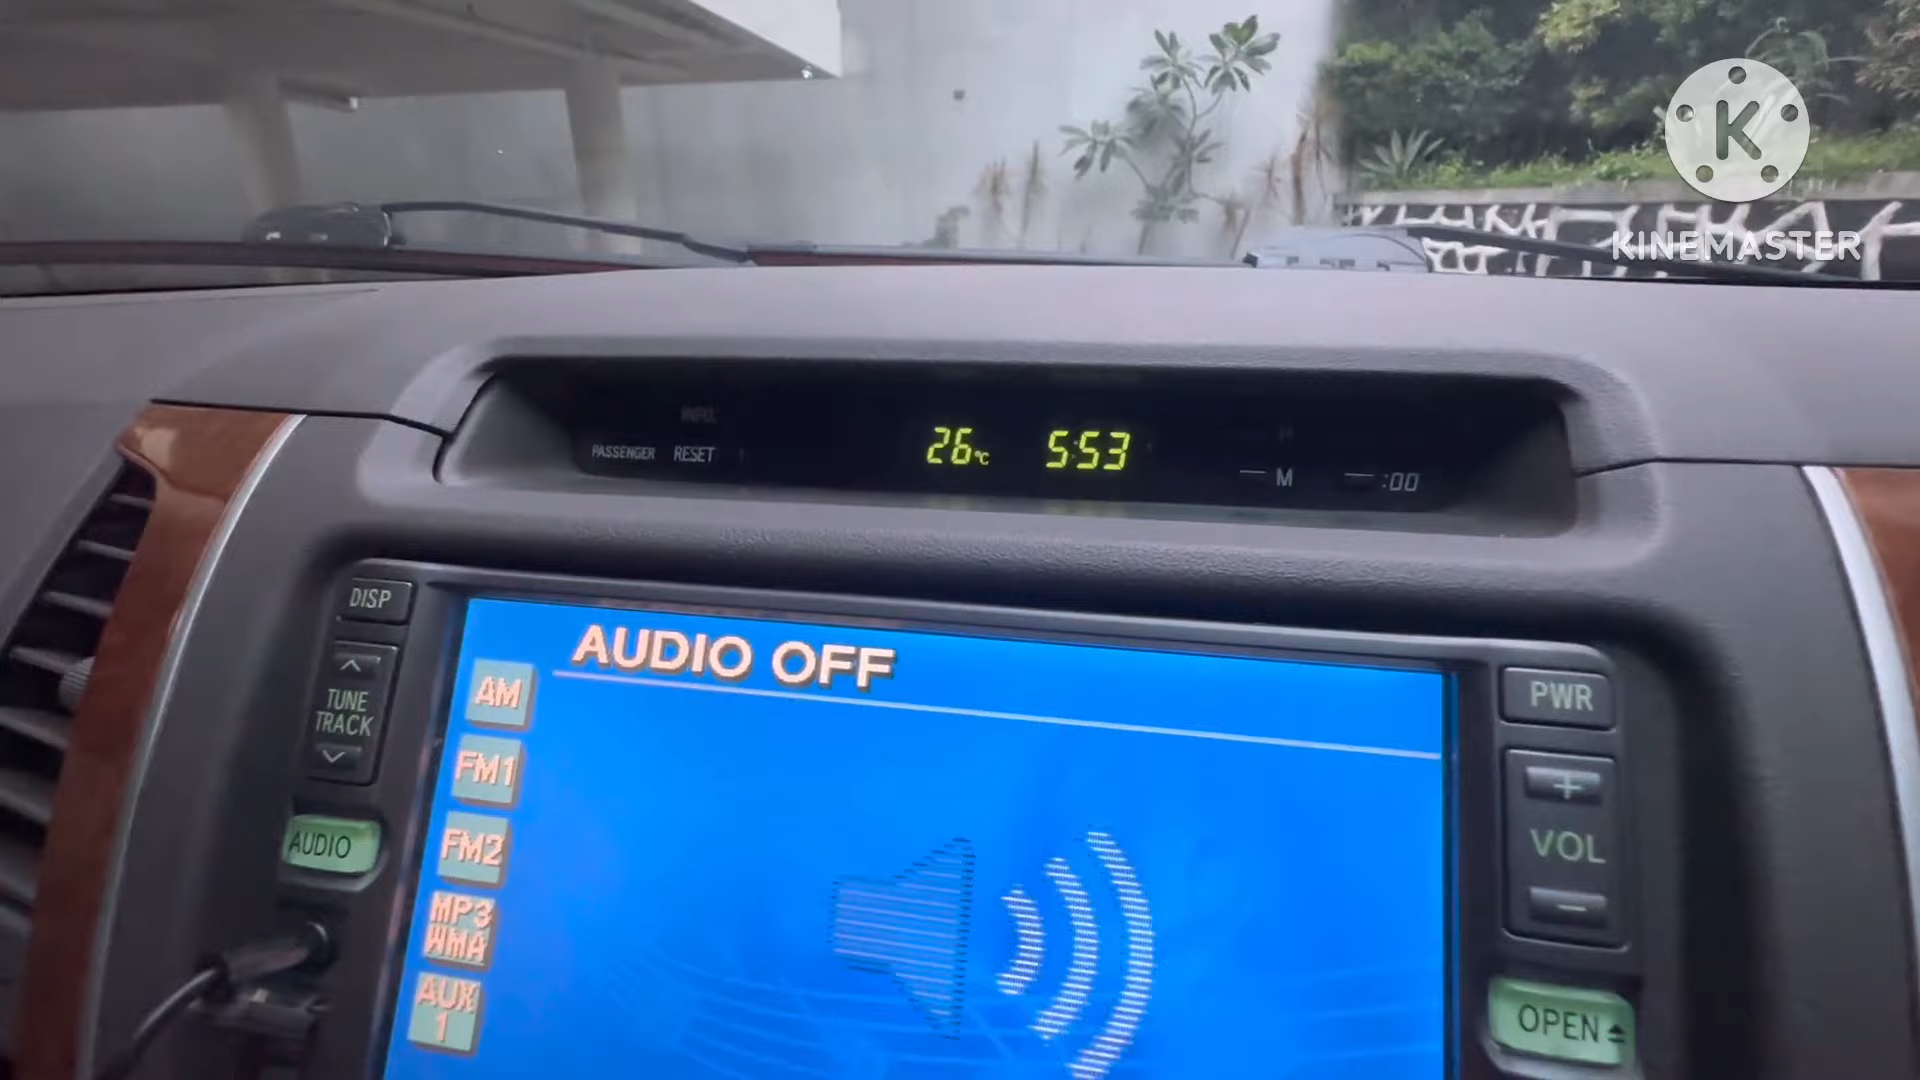 K
KINEMASTER
INFO.
PASSENGER RESET
26°C 5:53
M :00
DISP
TUNE
TRACK
AUDIO
AUDIO OFF
AM
FM1
FM2
MP3
WMA
AUX
1
PWR
+
VOL
−
OPEN